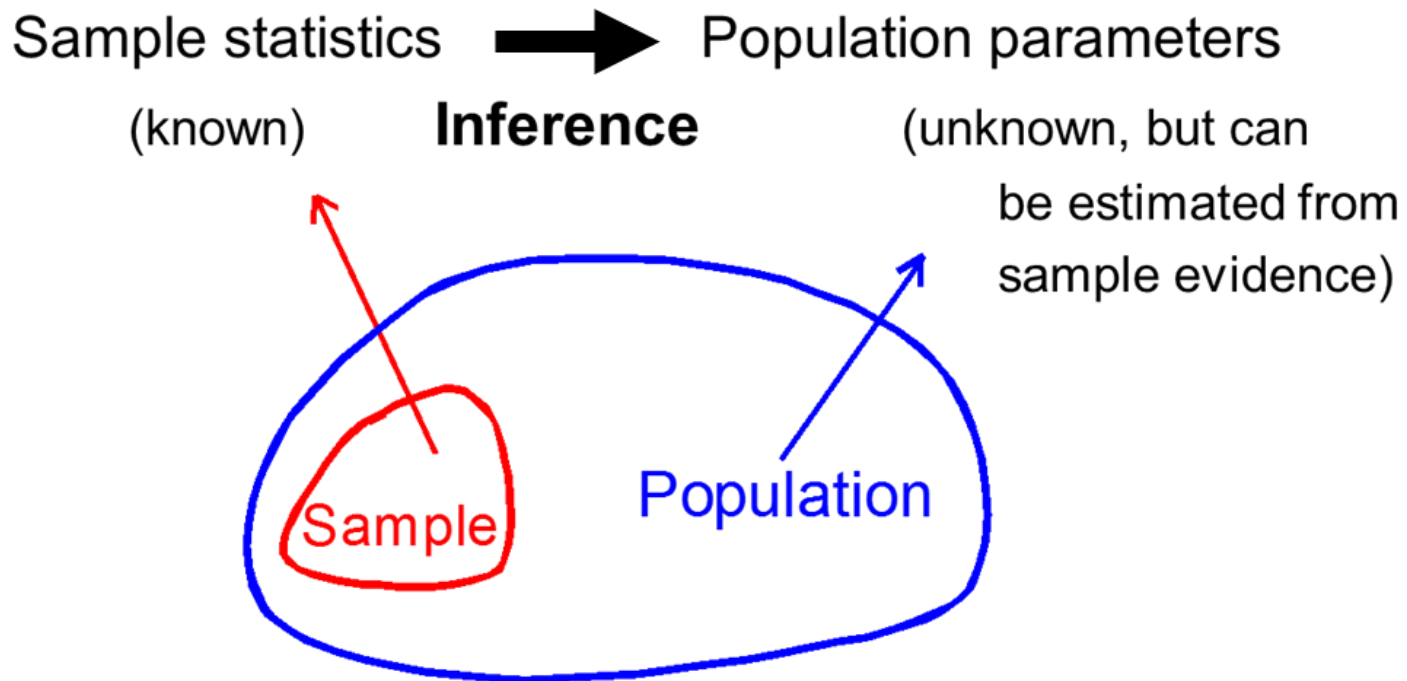 Sample statistics Population parameters
(known) Inference (unknown, but can
be estimated from
sample evidence)
Population
Sample